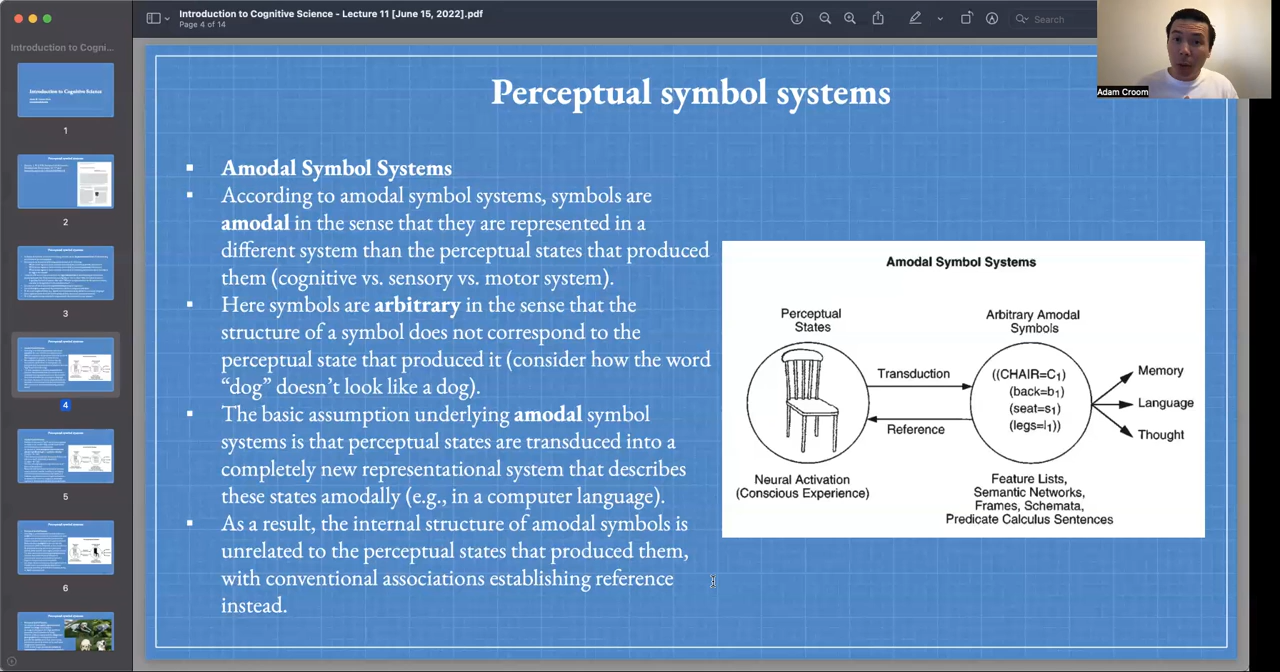 Introduction to Cognitive Science - Lecture 11 [June 15, 2022].pdf
Page 4 of 14
Search
Adam Croom
Introduction to Cogni...
Introduction to Cognitive Science
1
2
3
4
5
6
Perceptual symbol systems
Amodal Symbol Systems
According to amodal symbol systems, symbols are
amodal in the sense that they are represented in a
different system than the perceptual states that produced
them (cognitive vs. sensory vs. motor system).
Here symbols are arbitrary in the sense that the
structure of a symbol does not correspond to the
perceptual state that produced it (consider how the word
“dog” doesn’t look like a dog).
The basic assumption underlying amodal symbol
systems is that perceptual states are transduced into a
completely new representational system that describes
these states amodally (e.g., in a computer language).
As a result, the internal structure of amodal symbols is
unrelated to the perceptual states that produced them,
with conventional associations establishing reference
instead.
Amodal Symbol Systems
Perceptual
States
Arbitrary Amodal
Symbols
Transduction
Reference
((CHAIR=C1)
(back=b1)
(seat=s1)
(legs=l1))
Memory
Language
Thought
Neural Activation
(Conscious Experience)
Feature Lists,
Semantic Networks,
Frames, Schemata,
Predicate Calculus Sentences